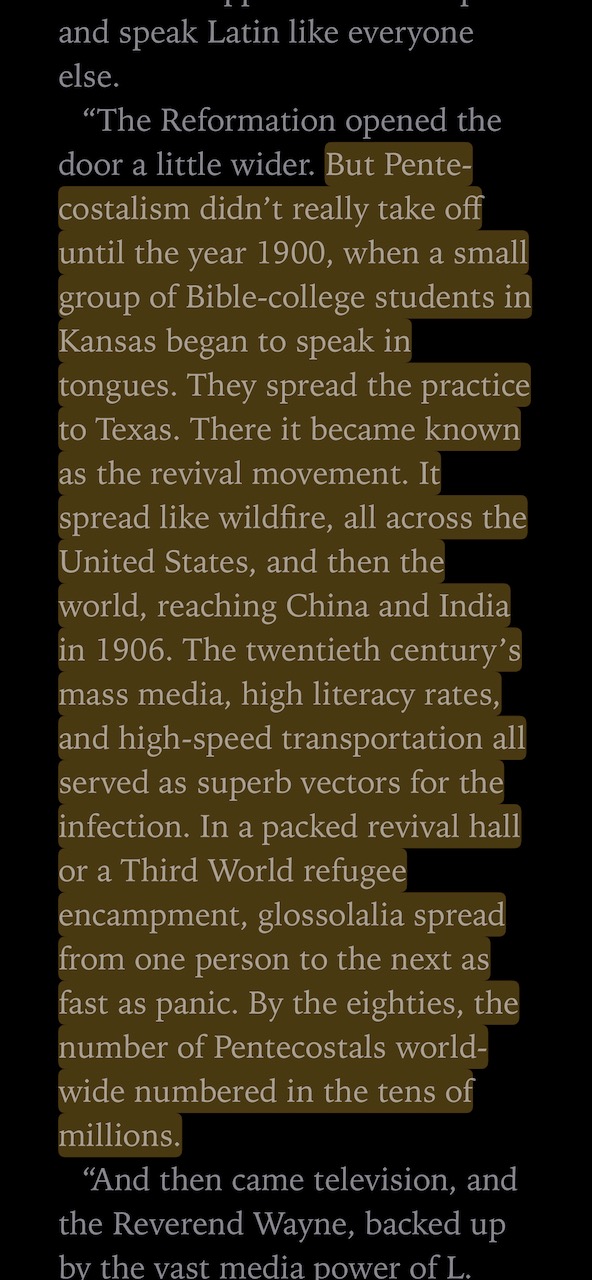 and speak Latin like everyone
else.
“The Reformation opened the
door a little wider. But Pente-
costalism didn’t really take off
until the year 1900, when a small
group of Bible-college students in
Kansas began to speak in
tongues. They spread the practice
to Texas. There it became known
as the revival movement. It
spread like wildfire, all across the
United States, and then the
world, reaching China and India
in 1906. The twentieth century’s
mass media, high literacy rates,
and high-speed transportation all
served as superb vectors for the
infection. In a packed revival hall
or a Third World refugee
encampment, glossolalia spread
from one person to the next as
fast as panic. By the eighties, the
number of Pentecostals world-
wide numbered in the tens of
millions.
“And then came television, and
the Reverend Wayne, backed up
by the vast media power of L.